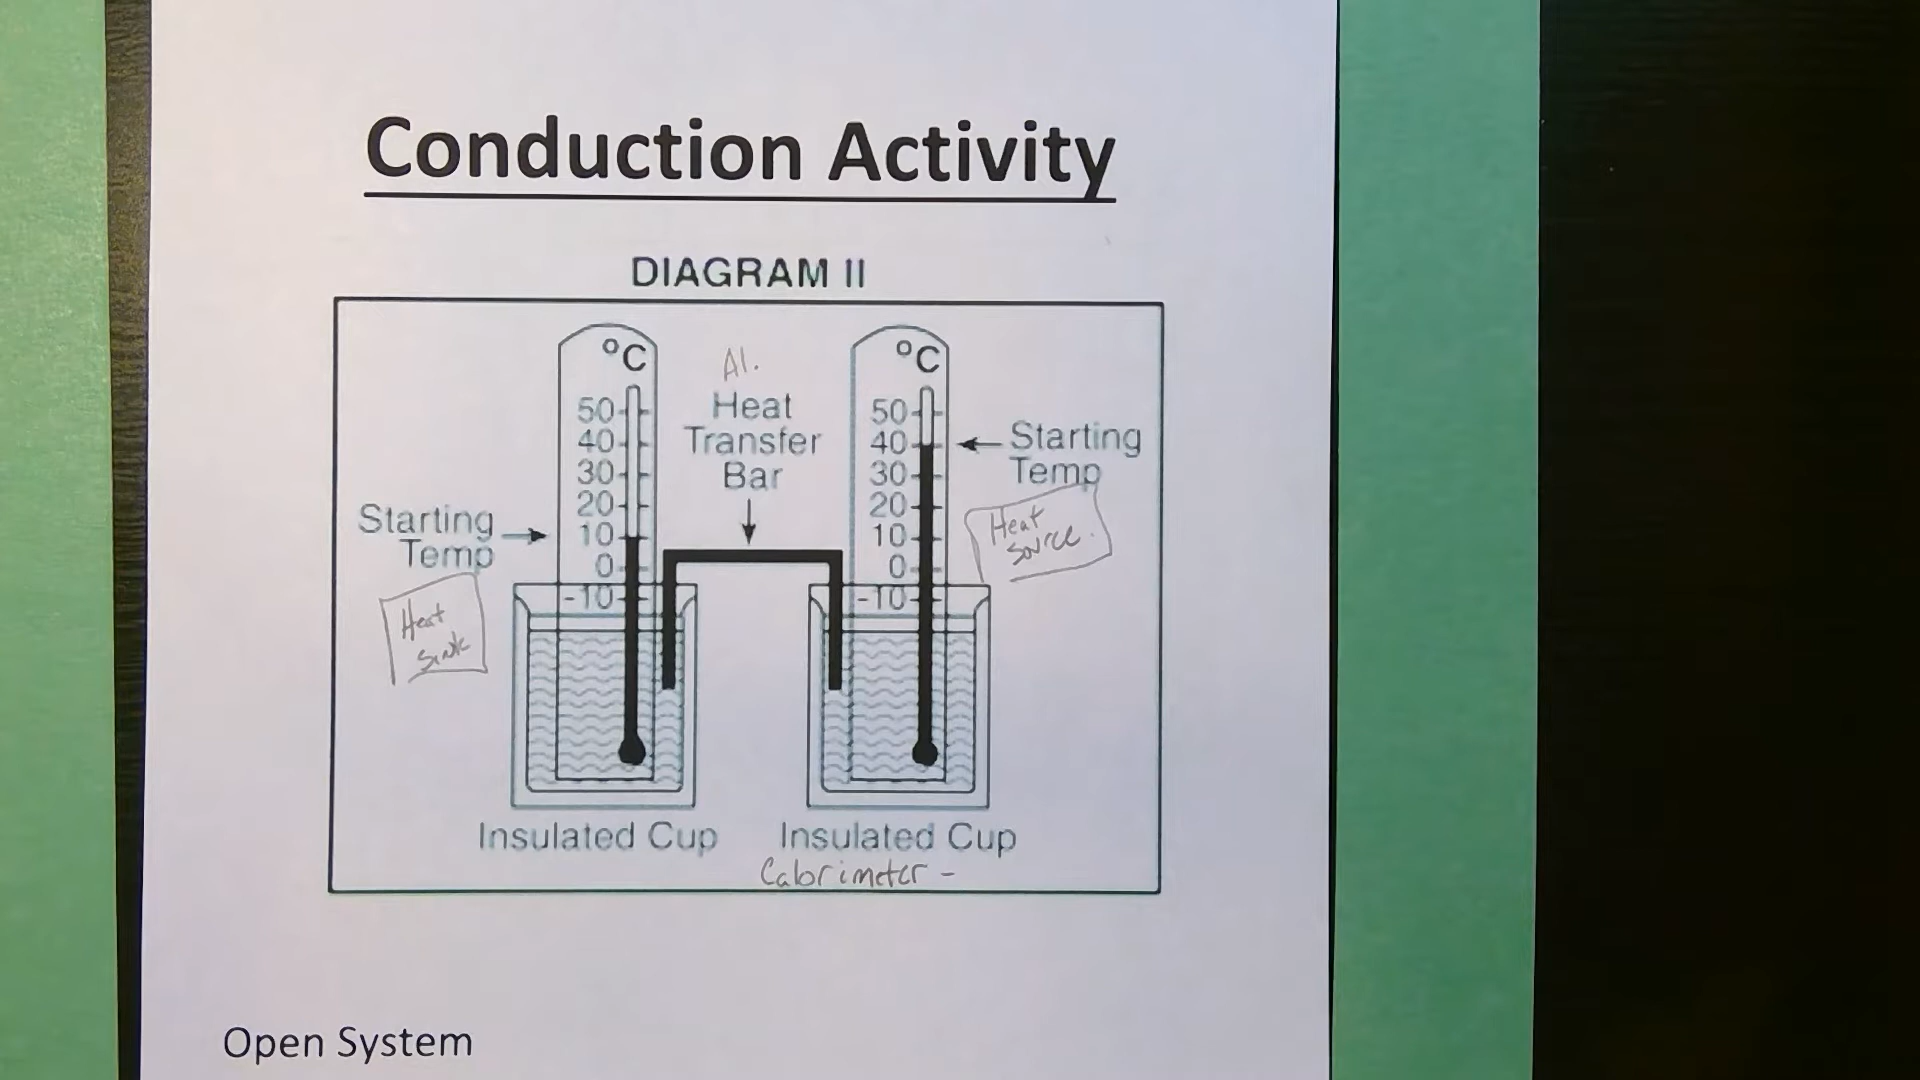 Conduction Activity
DIAGRAM II
°C
50
40
30
20
10
0
-10
Starting
Temp
Heat
Sink
Al.
Heat
Transfer
Bar
°C
50
40
30
20
10
0
-10
Starting
Temp
Heat
Source.
Insulated Cup
Insulated Cup
Calorimeter -
Open System